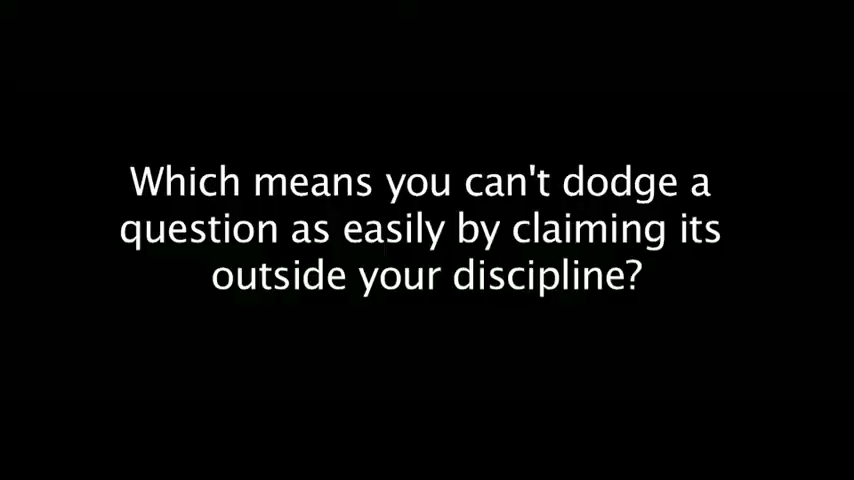 Which means you can't dodge a
question as easily by claiming its
outside your discipline?